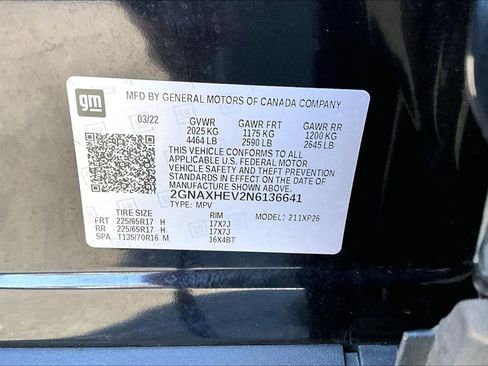 gm
MFD BY GENERAL MOTORS OF CANADA COMPANY
03/22 GVWR GAWR FRT GAWR RR
2025 KG 1175 KG 1200 KG
4464 LB 2590 LB 2645 LB
THIS VEHICLE CONFORMS TO ALL
APPLICABLE U.S. FEDERAL MOTOR
VEHICLE SAFETY AND THEFT PREVENTION
STANDARDS IN EFFECT ON THE DATE OF
MANUFACTURE SHOWN ABOVE.
2GNAXHEV2N6136641
TYPE: MPV MODEL: 211XP26
TIRE SIZE RIM
FRT 225/65R17 H 17X7J
RR 225/65R17 H 17X7J
SPA T135/70R16 M 16X4BT